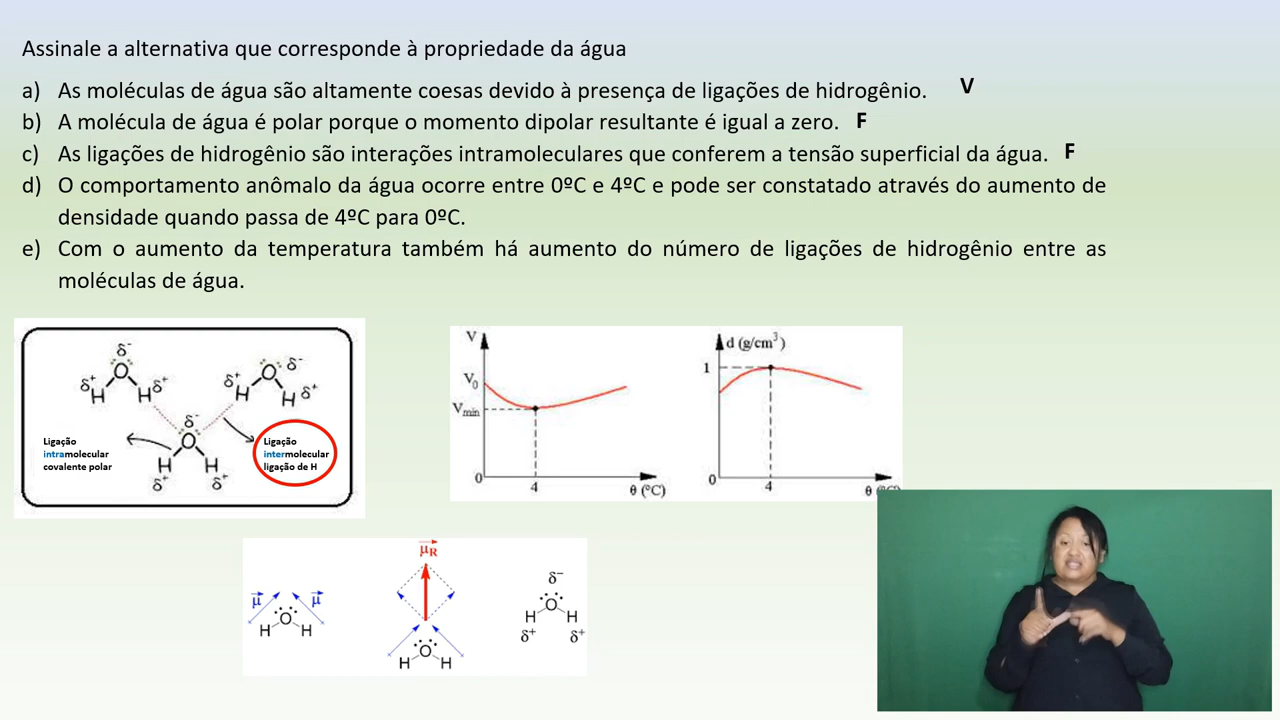 Assinale a alternativa que corresponde à propriedade da água
a) As moléculas de água são altamente coesas devido à presença de ligações de hidrogênio. V
b) A molécula de água é polar porque o momento dipolar resultante é igual a zero. F
c) As ligações de hidrogênio são interações intramoleculares que conferem a tensão superficial da água. F
d) O comportamento anômalo da água ocorre entre 0ºC e 4ºC e pode ser constatado através do aumento de
densidade quando passa de 4ºC para 0ºC.
e) Com o aumento da temperatura também há aumento do número de ligações de hidrogênio entre as
moléculas de água.
δ⁻
O
δ⁺ H H δ⁺
O δ⁻
δ⁺ H H δ⁺
δ⁻
O
H H
δ⁺ δ⁺
Ligação
intramolecular
covalente polar
Ligação
intermolecular
ligação de H
V
V₀
Vmin
0
4
θ (ºC)
d (g/cm³)
1
0
4
μ μ
H O H
μR
H O H
δ⁻
O
H H
δ⁺ δ⁺